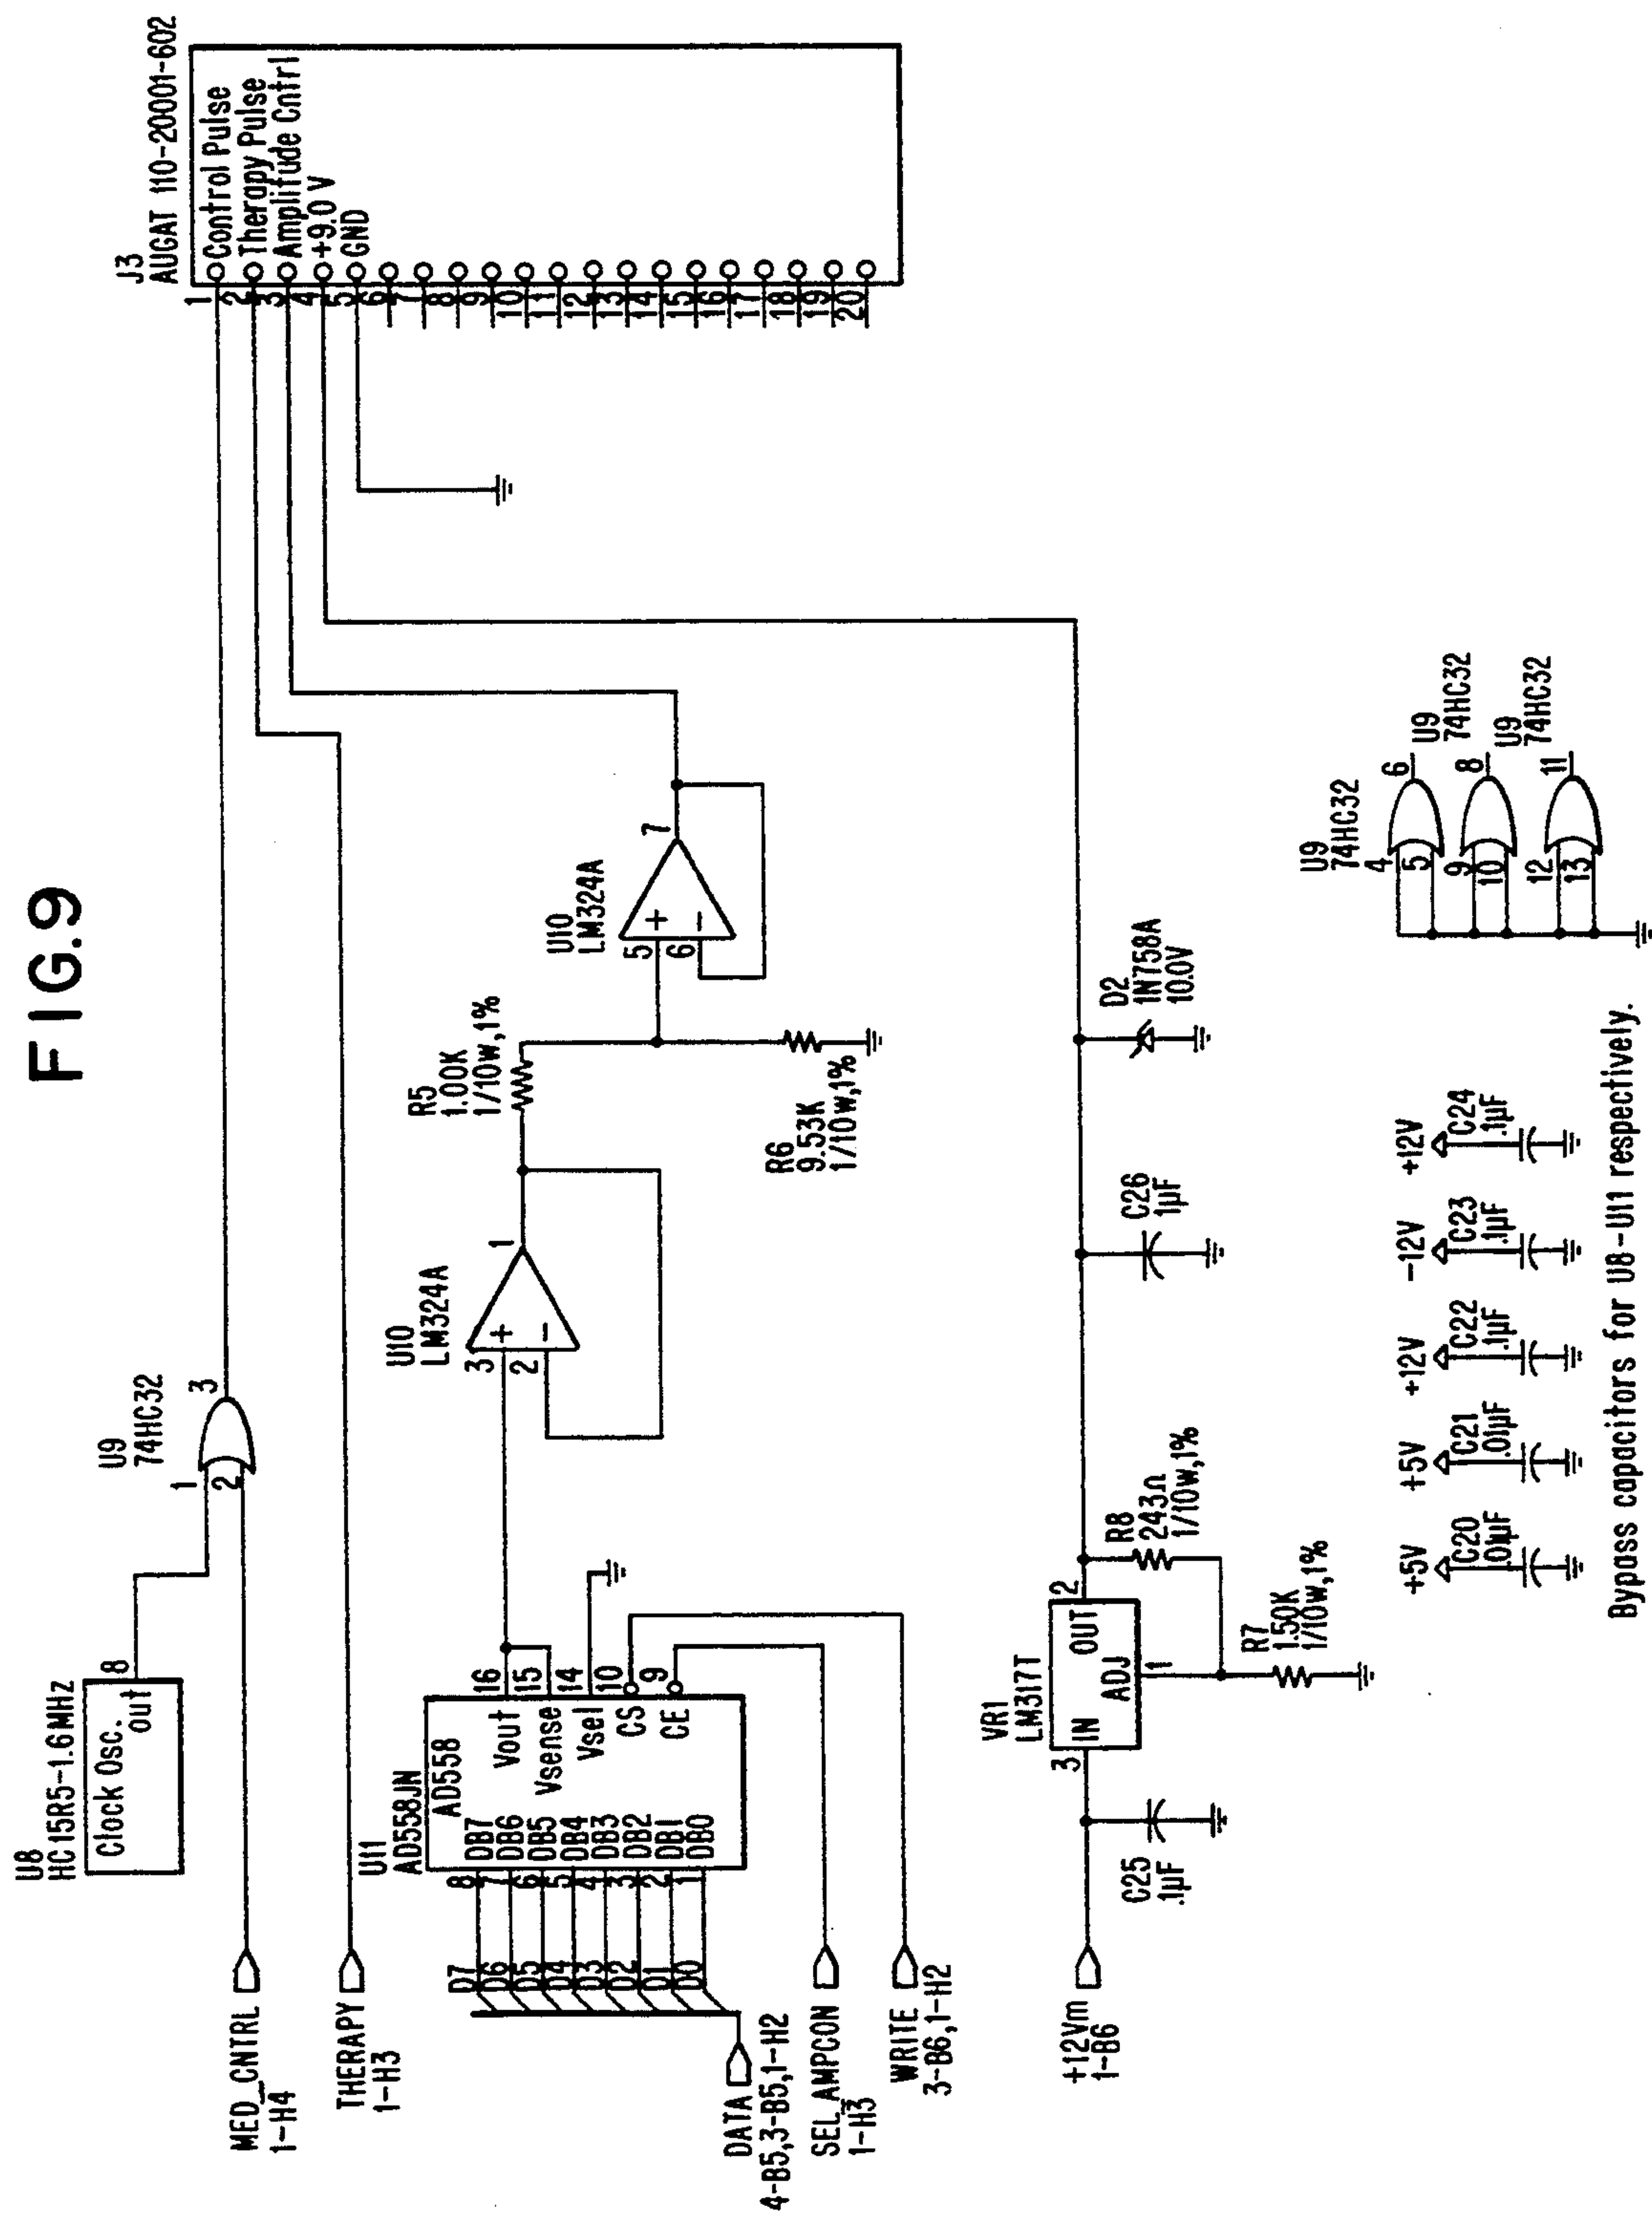 FIG.9
U8
HC15R5-1.6MHz
Clock Osc.
out
8
U9
74HC32
1
2
3
MED_CNTRL
1-H4
THERAPY
1-H3
J3
AUGAT 110-20001-602
1 Control Pulse
2 Therapy Pulse
3 Amplitude Cntrl
4 +9.0 V
5 GND
6
7
8
9
10
11
12
13
14
15
16
17
18
19
20
U11
AD558JN
AD558
D7 8 DB7
D6 7 DB6
D5 6 DB5
D4 5 DB4
D3 4 DB3
D2 3 DB2
D1 2 DB1
D0 1 DB0
Vout 16
Vsense 15
Vsel 14
CS 10
CE 9
DATA
4-B5,3-B5,1-H2
SEL_AMPCON
1-H3
WRITE
3-B6,1-H2
U10
LM324A
3
+
2
−
1
R5
1.00K
1/10w,1%
R6
9.53K
1/10w,1%
U10
LM324A
5
+
6
−
7
+12Vm
1-B6
C25
.1µF
VR1
LM317T
3
IN
OUT
2
ADJ
1
R8
243Ω
1/10w,1%
R7
1.50K
1/10w,1%
C26
1µF
D2
1N758A
10.0V
+5V
C20
.01µF
+5V
C21
.01µF
+12V
C22
.1µF
-12V
C23
.1µF
+12V
C24
.1µF
Bypass capacitors for U8-U11 respectively.
U9
74HC32
4
5
6
U9
74HC32
9
10
8
U9
74HC32
12
13
11